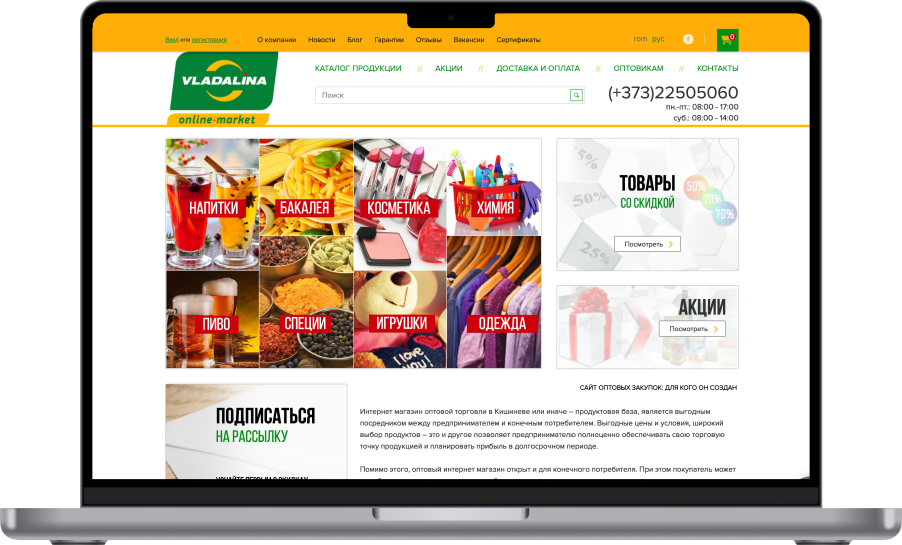 Вход или регистрация
О компании Новости Блог Гарантии Отзывы Вакансии Сертификаты
rom рус
f
0
VLADALINA
online-market
КАТАЛОГ ПРОДУКЦИИ // АКЦИИ // ДОСТАВКА И ОПЛАТА // ОПТОВИКАМ // КОНТАКТЫ
Поиск
(+373)22505060
пн.-пт.: 08:00 - 17:00
суб.: 08:00 - 14:00
НАПИТКИ
БАКАЛЕЯ
КОСМЕТИКА
ХИМИЯ
ПИВО
СПЕЦИИ
ИГРУШКИ
ОДЕЖДА
I love you!
ТОВАРЫ
СО СКИДКОЙ
5%
50%
25%
50%
20%
70%
Посмотреть
АКЦИИ
Посмотреть
ПОДПИСАТЬСЯ
НА РАССЫЛКУ
УЗНАЙТЕ ПЕРВЫМ О СКИДКАХ
САЙТ ОПТОВЫХ ЗАКУПОК: ДЛЯ КОГО ОН СОЗДАН
Интернет магазин оптовой торговли в Кишиневе или иначе – продуктовая база, является выгодным
посредником между предпринимателем и конечным потребителем. Выгодные цены и условия, широкий
выбор продуктов – это и другое позволяет предпринимателю полноценно обеспечивать свою торговую
точку продукцией и планировать прибыль в долгосрочном периоде.
Помимо этого, оптовый интернет магазин открыт и для конечного потребителя. При этом покупатель может